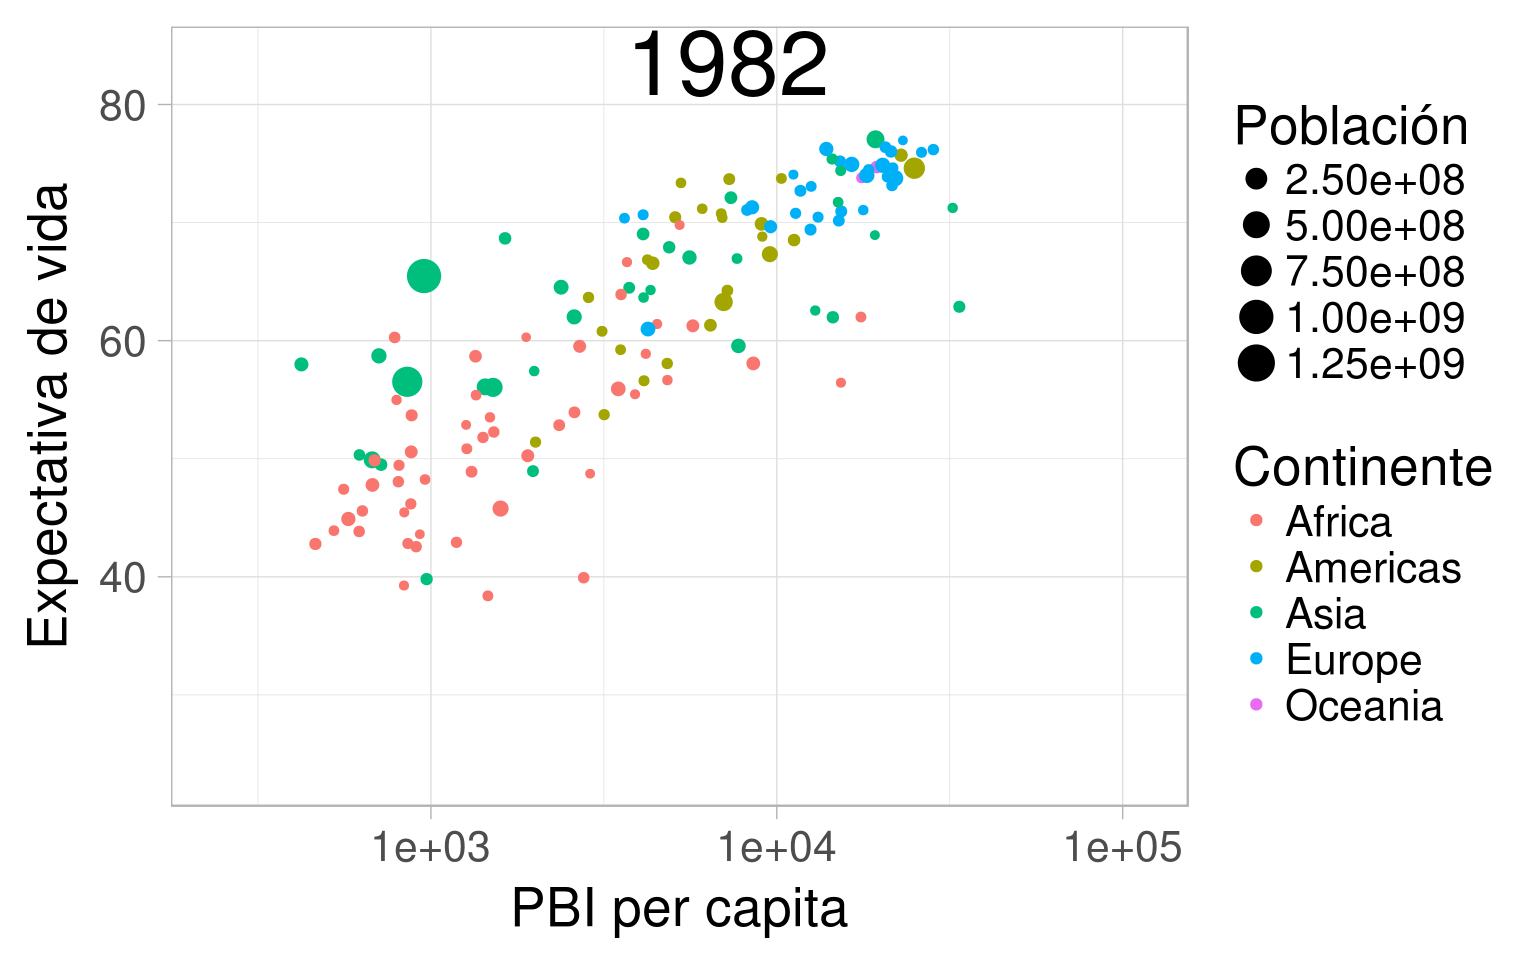 1982
80
60
40
Expectativa de vida
1e+03
1e+04
1e+05
PBI per capita
Población
2.50e+08
5.00e+08
7.50e+08
1.00e+09
1.25e+09
Continente
Africa
Americas
Asia
Europe
Oceania